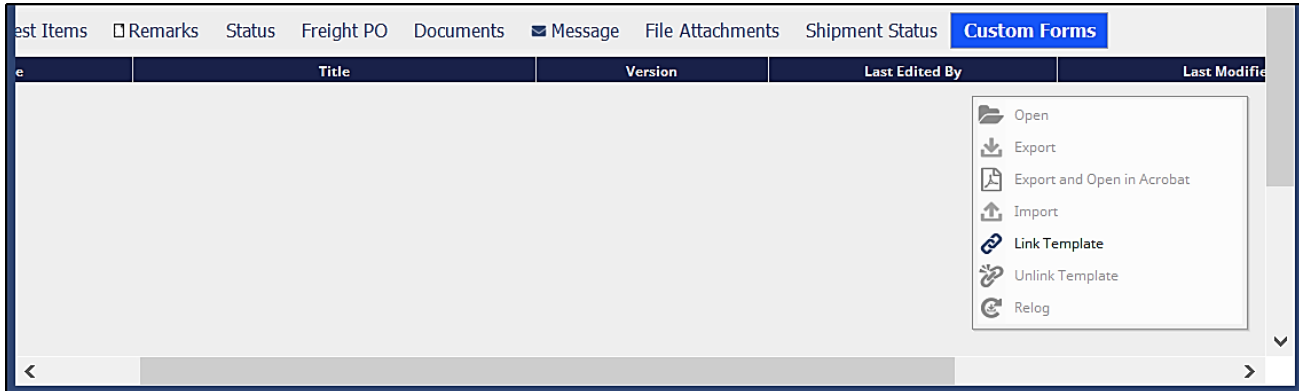 est Items Remarks Status Freight PO Documents Message File Attachments Shipment Status Custom Forms
e Title Version Last Edited By Last Modifie
Open
Export
Export and Open in Acrobat
Import
Link Template
Unlink Template
Relog